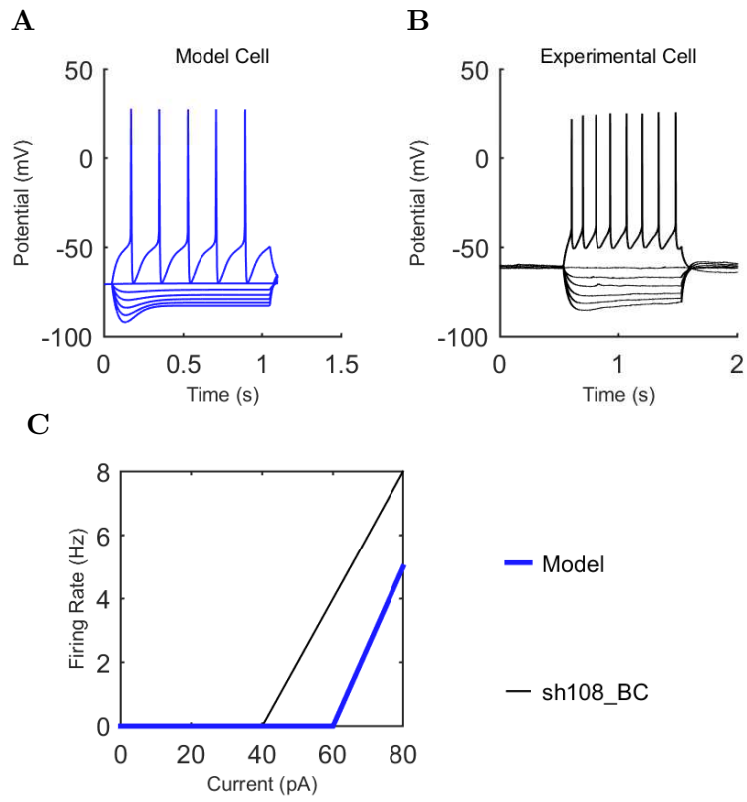 A
B
Model Cell
Experimental Cell
50
0
-50
-100
Potential (mV)
0
0.5
1
1.5
Time (s)
50
0
-50
-100
Potential (mV)
0
1
2
Time (s)
C
8
6
4
2
0
Firing Rate (Hz)
0
20
40
60
80
Current (pA)
Model
sh108_BC